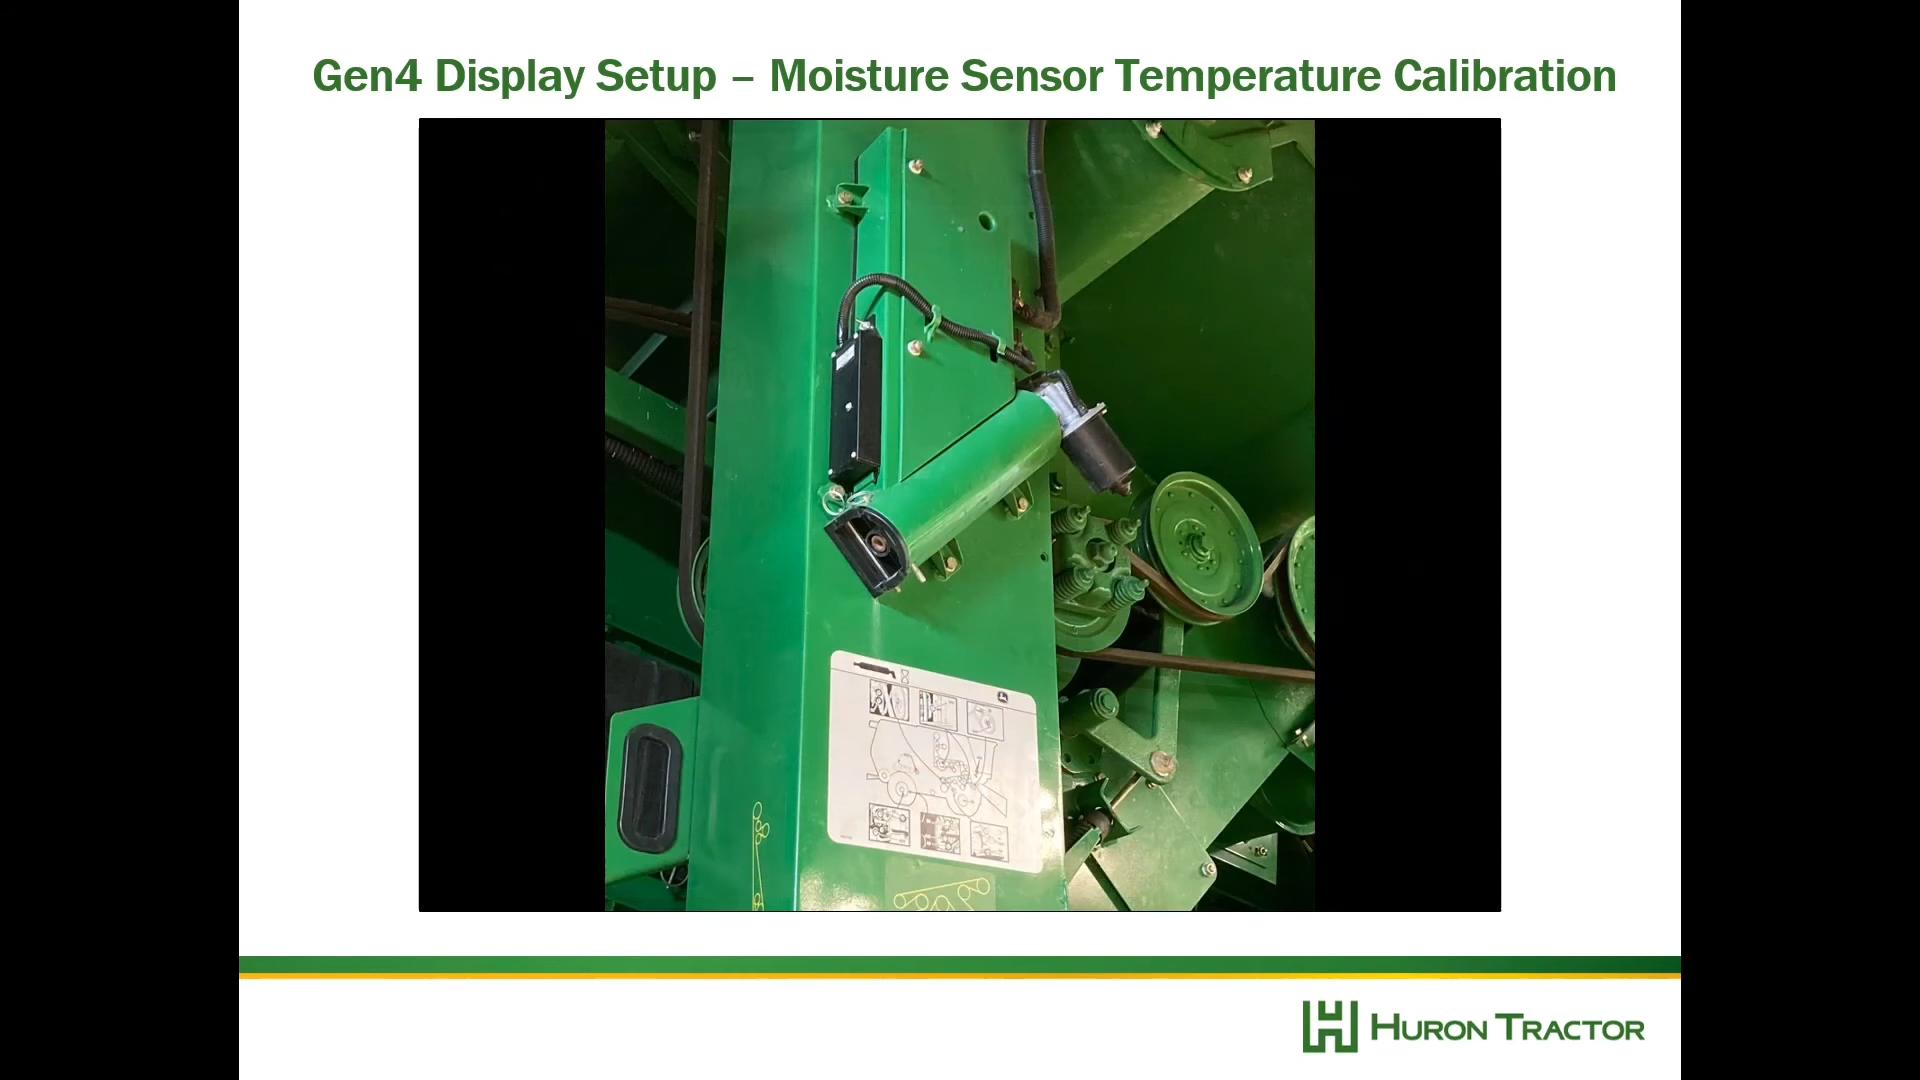 Gen4 Display Setup – Moisture Sensor Temperature Calibration
HURON TRACTOR